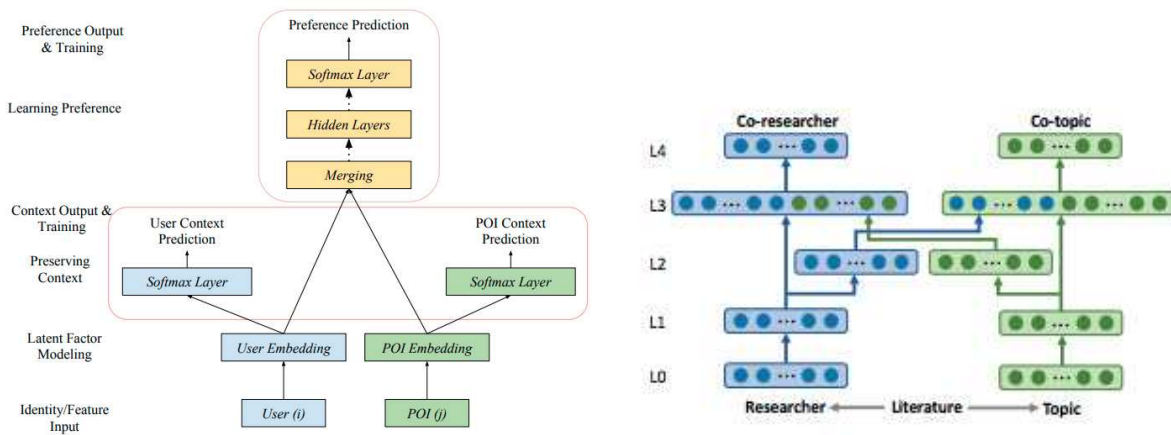 Preference Output
& Training
Preference Prediction
Softmax Layer
Learning Preference
Hidden Layers
Merging
Context Output &
Training
User Context
Prediction
POI Context
Prediction
Preserving
Context
Softmax Layer
Softmax Layer
Latent Factor
Modeling
User Embedding
POI Embedding
Identity/Feature
Input
User (i)
POI (j)
Co-researcher
Co-topic
L4
L3
L2
L1
L0
Researcher
Literature
Topic